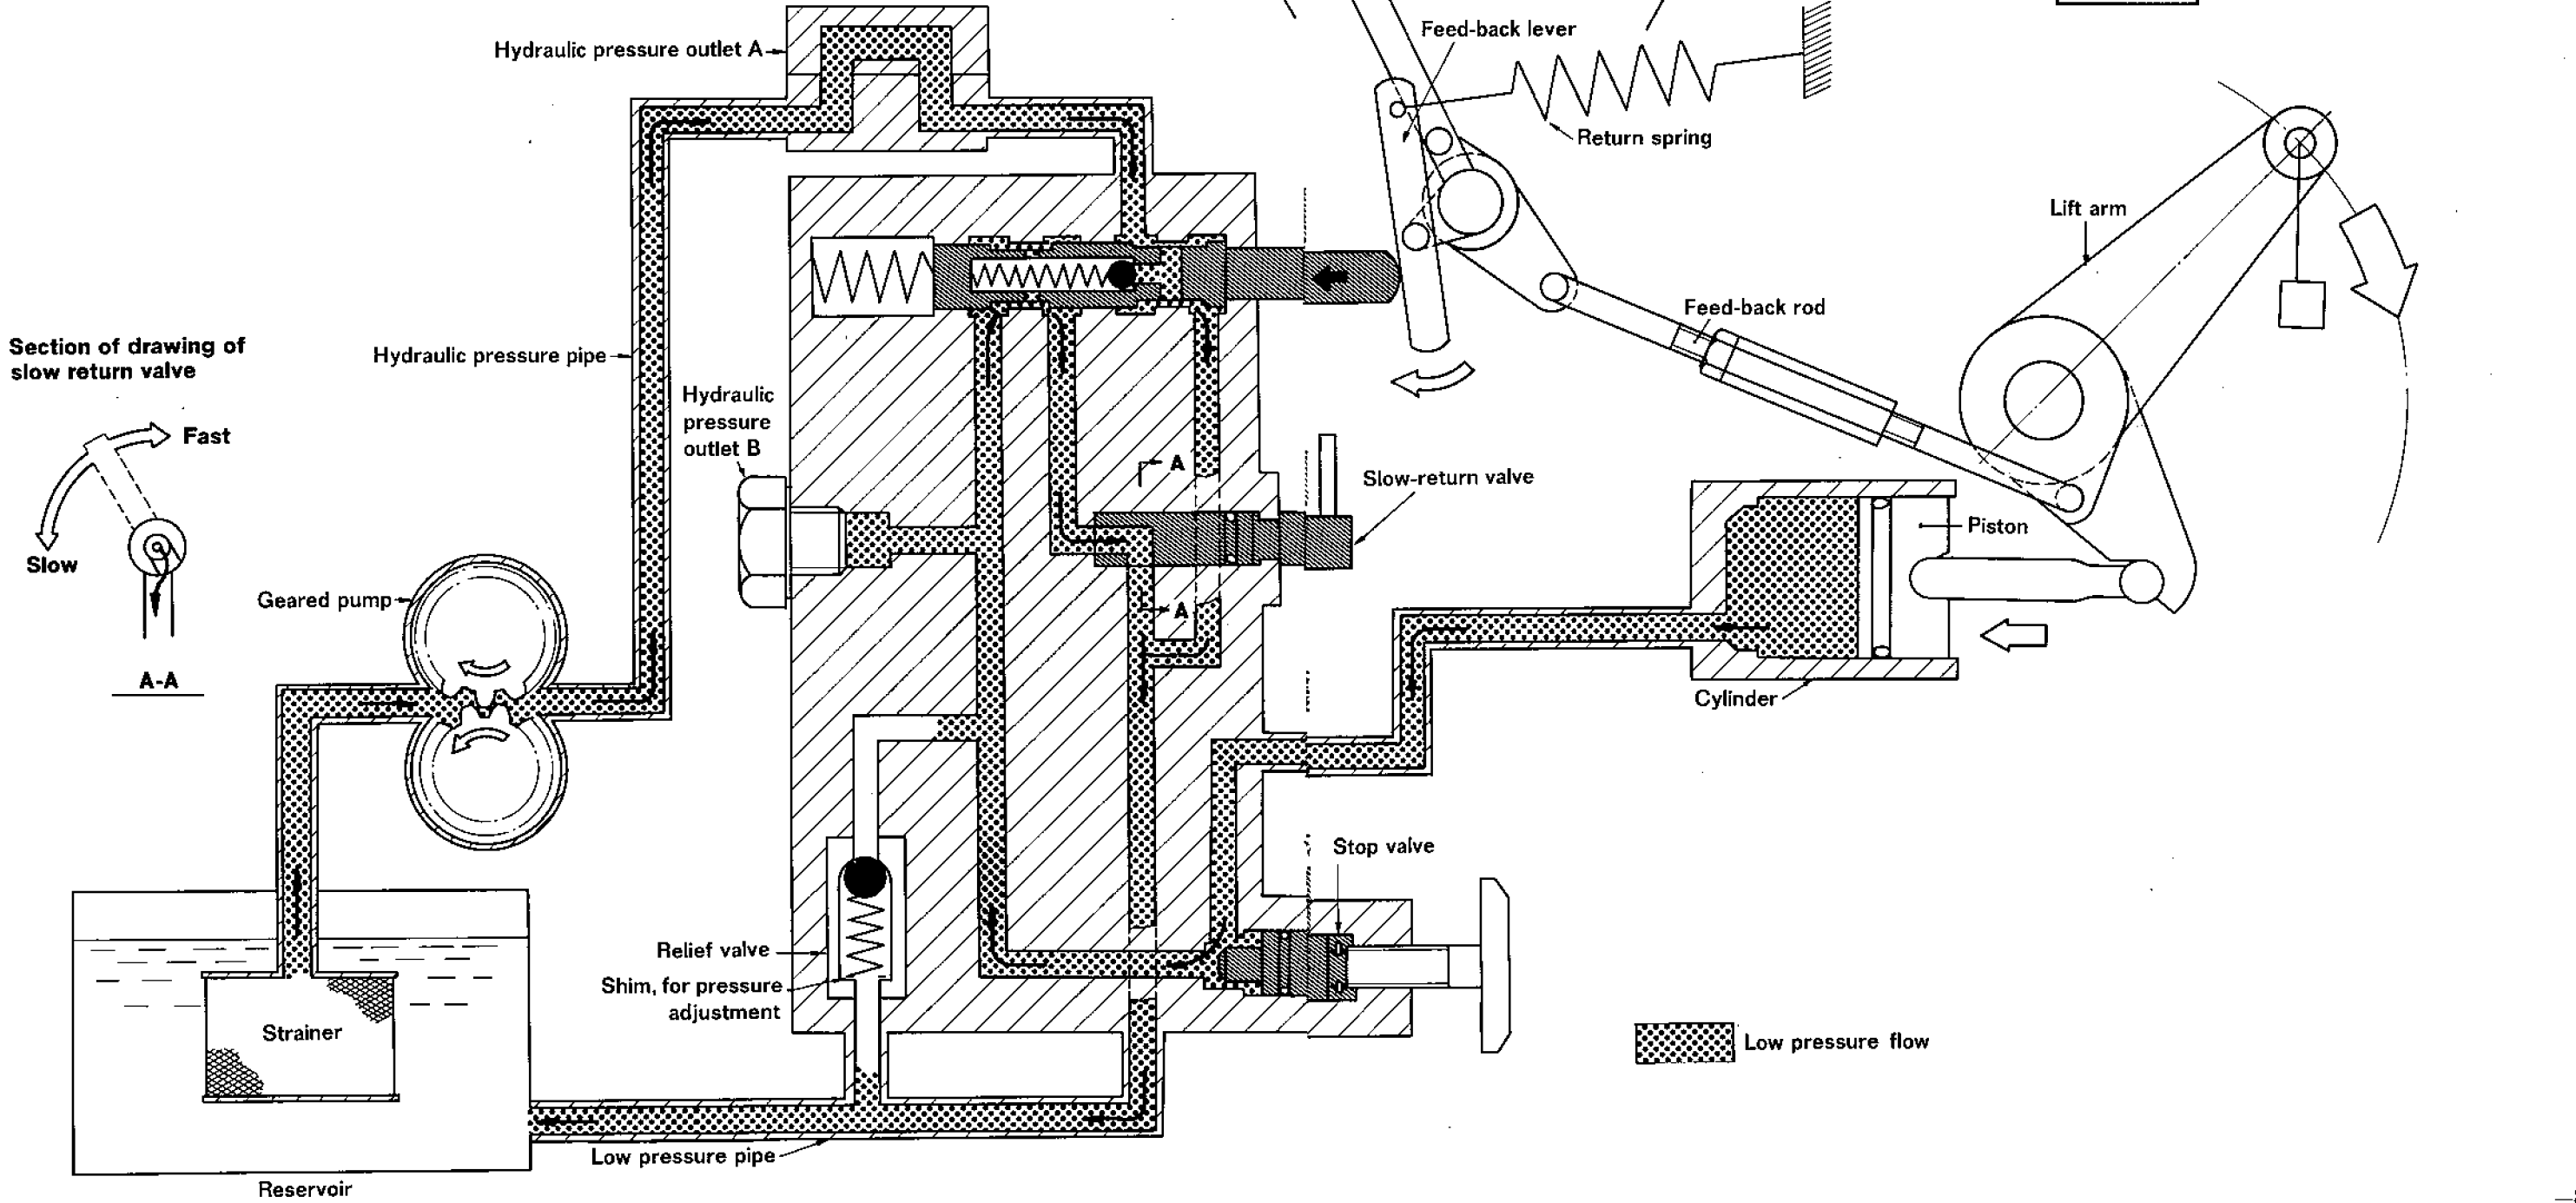 Feed-back lever
Hydraulic pressure outlet A
Return spring
Lift arm
Feed-back rod
Section of drawing of
slow return valve
Hydraulic pressure pipe
Hydraulic
pressure
outlet B
Fast
A
Slow-return valve
Piston
Slow
Geared pump
A
A-A
Cylinder
Stop valve
Relief valve
Shim, for pressure
adjustment
Strainer
Low pressure flow
Low pressure pipe
Reservoir